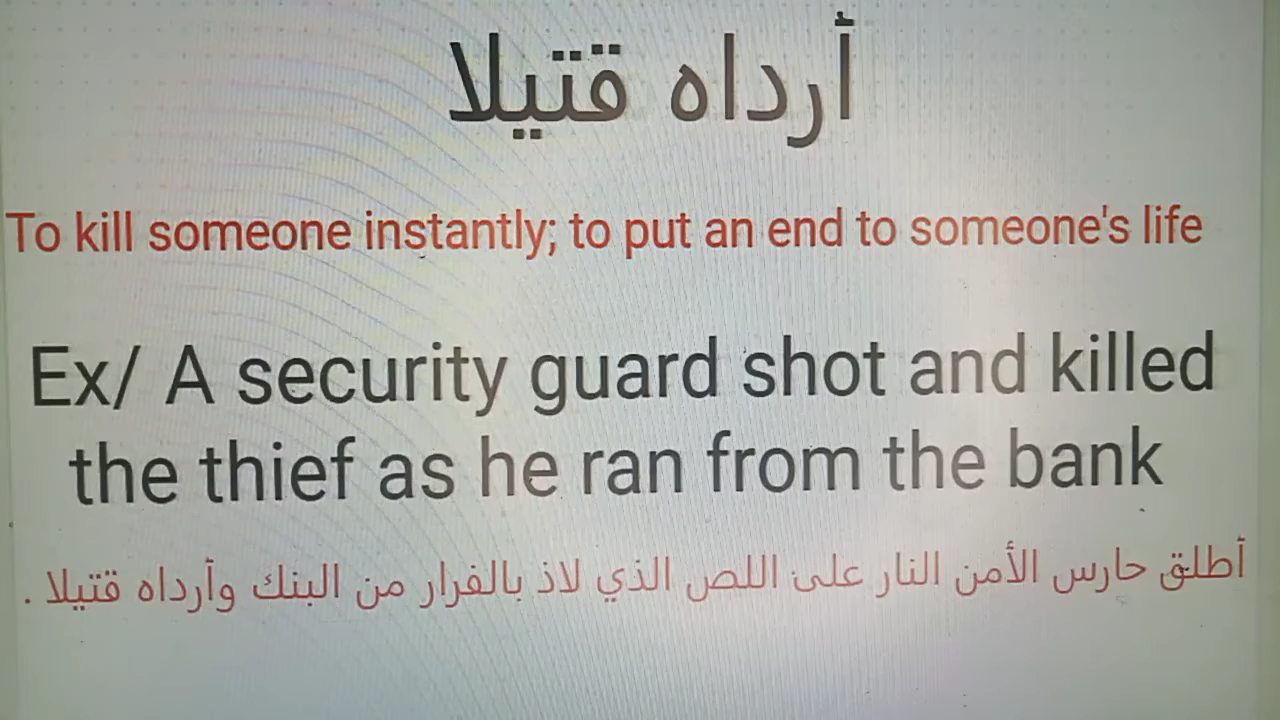 أرداه قتيلا
To kill someone instantly; to put an end to someone's life
Ex/ A security guard shot and killed
the thief as he ran from the bank
أطلق حارس الأمن النار على اللص الذي لاذ بالفرار من البنك وأرداه قتيلا .